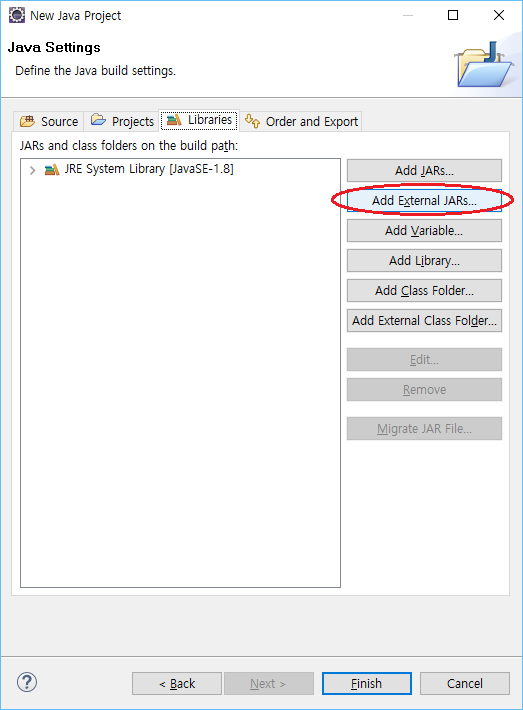 New Java Project
Java Settings
Define the Java build settings.
Source Projects Libraries Order and Export
JARs and class folders on the build path:
JRE System Library [JavaSE-1.8]
Add JARs...
Add External JARs...
Add Variable...
Add Library...
Add Class Folder...
Add External Class Folder...
Edit...
Remove
Migrate JAR File...
?
< Back Next > Finish Cancel